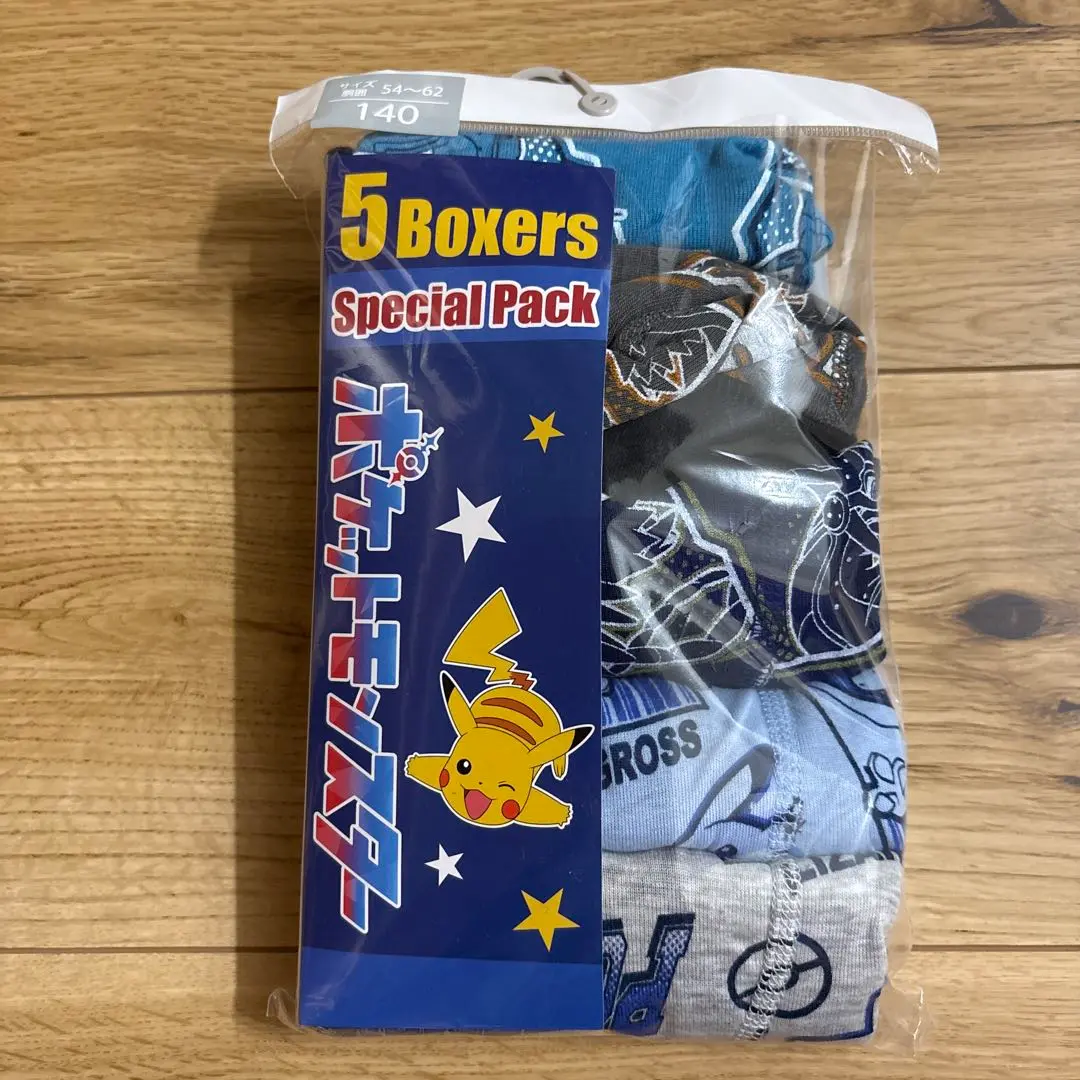 サイズ
胴囲 54〜62
140
5 Boxers
Special Pack
ポケットモンスター
GROSS